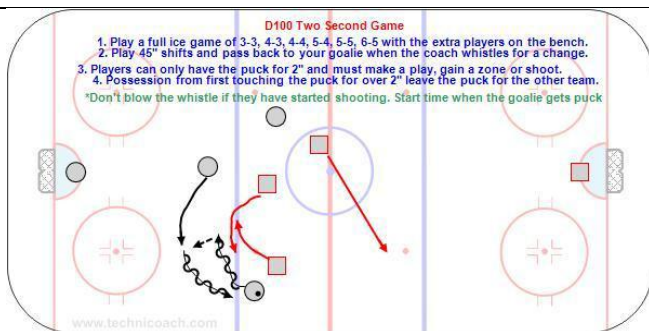 D100 Two Second Game
1. Play a full ice game of 3-3, 4-3, 4-4, 5-4, 5-5, 6-5 with the extra players on the bench.
2. Play 45" shifts and pass back to your goalie when the coach whistles for a change.
3. Players can only have the puck for 2" and must make a play, gain a zone or shoot.
4. Possession from first touching the puck for over 2" leave the puck for the other team.
*Don't blow the whistle if they have started shooting. Start time when the goalie gets puck
www.technicoach.com